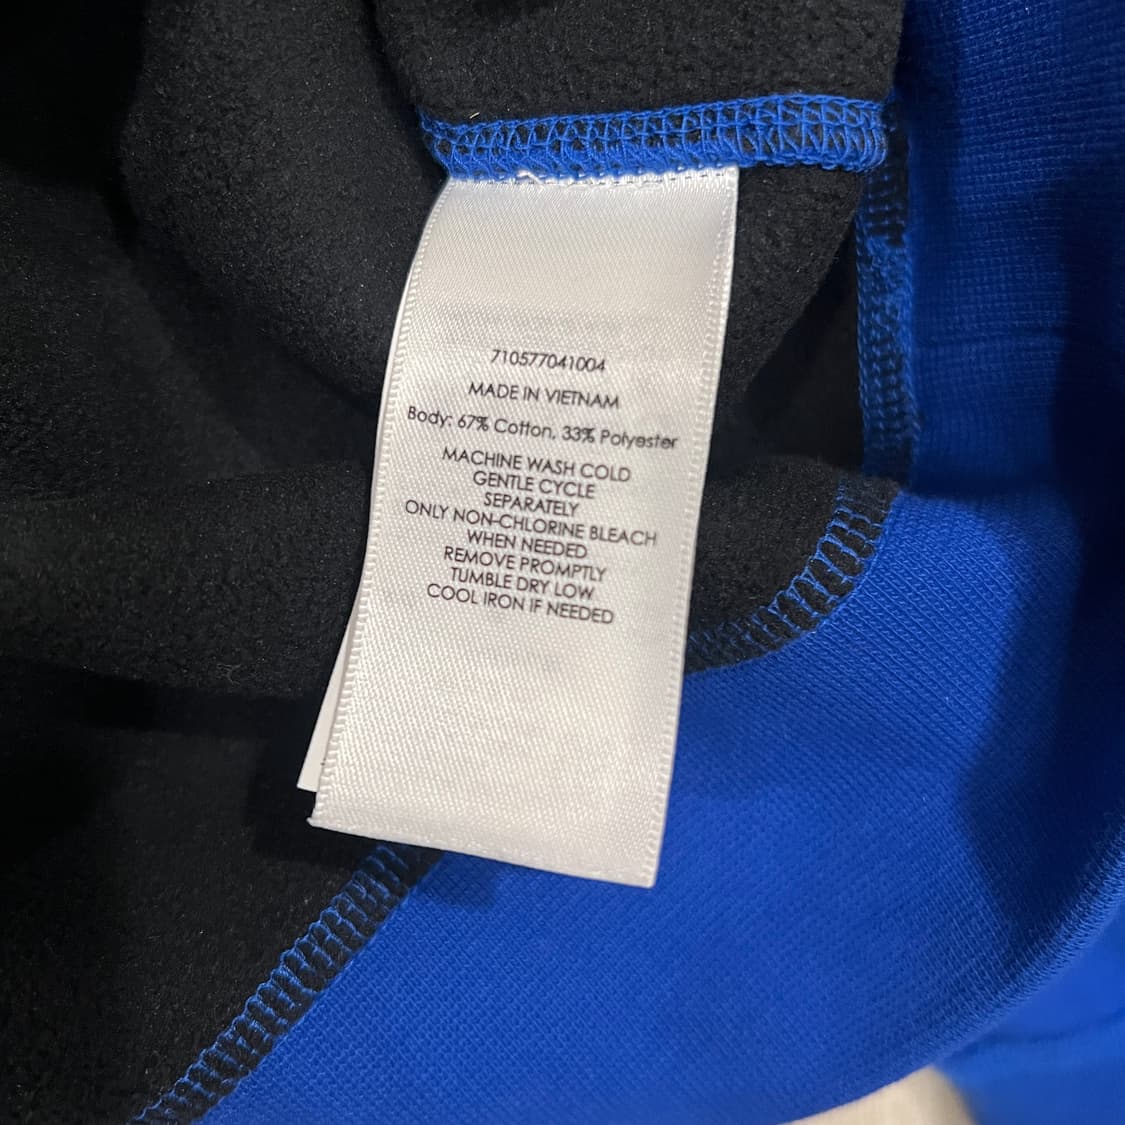 710577041004
MADE IN VIETNAM
Body: 67% Cotton, 33% Polyester
MACHINE WASH COLD
GENTLE CYCLE
SEPARATELY
ONLY NON-CHLORINE BLEACH
WHEN NEEDED
REMOVE PROMPTLY
TUMBLE DRY LOW
COOL IRON IF NEEDED